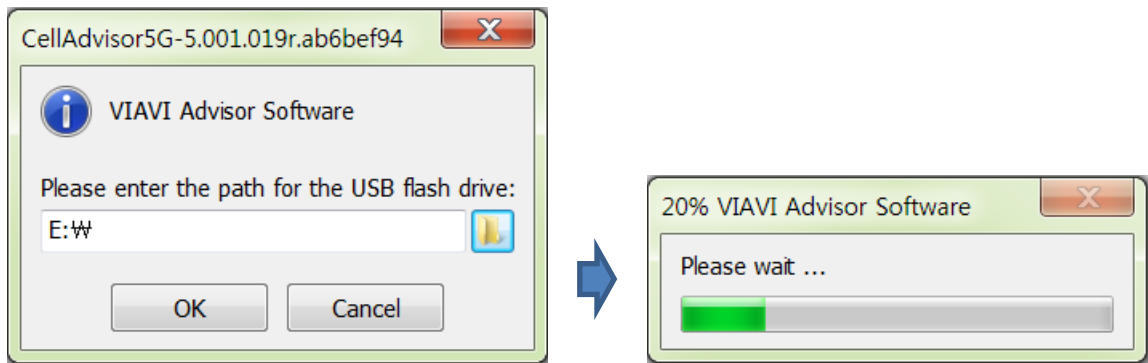 CellAdvisor5G-5.001.019r.ab6bef94
VIAVI Advisor Software
Please enter the path for the USB flash drive:
E:₩
OK
Cancel
20% VIAVI Advisor Software
Please wait ...